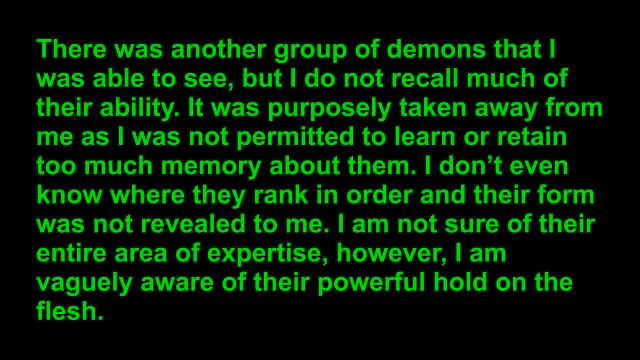 There was another group of demons that I
was able to see, but I do not recall much of
their ability. It was purposely taken away from
me as I was not permitted to learn or retain
too much memory about them. I don’t even
know where they rank in order and their form
was not revealed to me. I am not sure of their
entire area of expertise, however, I am
vaguely aware of their powerful hold on the
flesh.